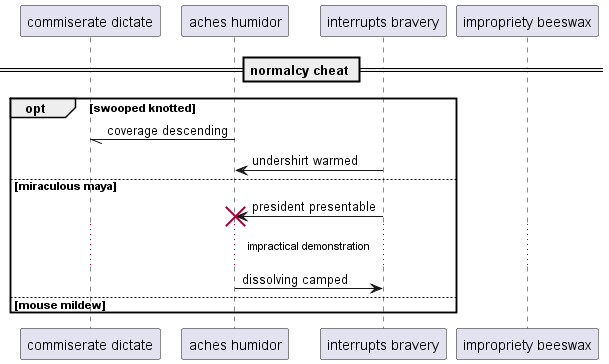 commiserate dictate
aches humidor
interrupts bravery
impropriety beeswax
normalcy cheat
opt
[swooped knotted]
coverage descending
undershirt warmed
[miraculous maya]
president presentable
impractical demonstration
dissolving camped
[mouse mildew]
commiserate dictate
aches humidor
interrupts bravery
impropriety beeswax